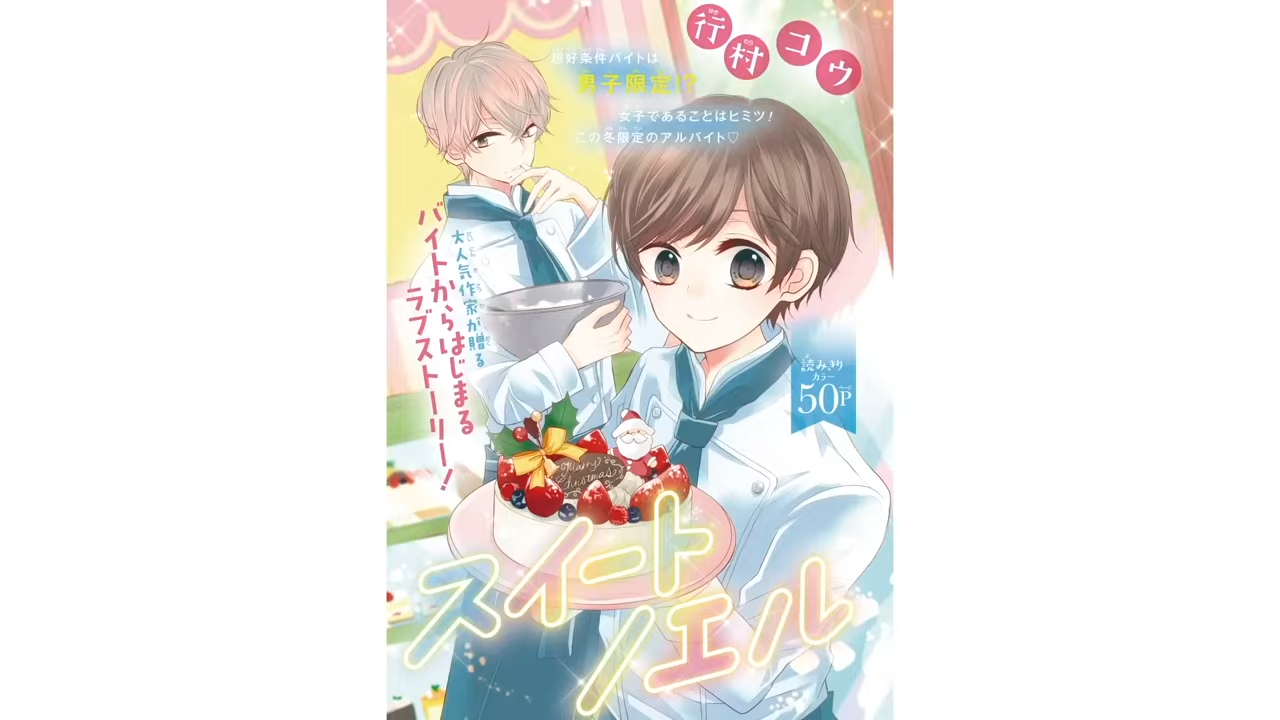 行村コウ
超好条件バイトは
男子限定!?
女子であることはヒミツ!
この冬限定のアルバイト♡
大人気作家が贈る
バイトからはじまる
ラブストーリー!
読みきり
カラー
50P
Merry
Christmas
スイート
ノエル